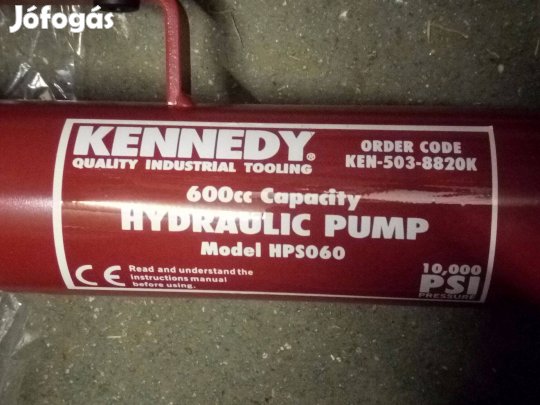 Jófogás
KENNEDY®
QUALITY INDUSTRIAL TOOLING
ORDER CODE
KEN-503-8820K
600cc Capacity
HYDRAULIC PUMP
Model HPS060
CE
Read and understand the
instructions manual
before using.
10,000
PSI
PRESSURE